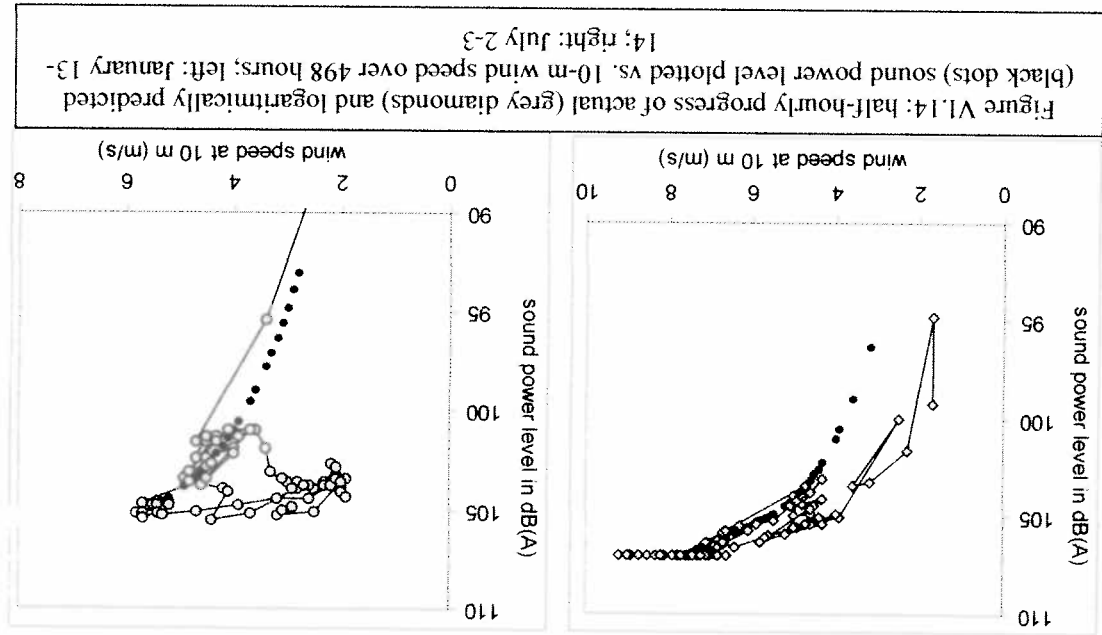 sound power level in dB(A)
110
105
100
95
90
0 2 4 6 8 10
wind speed at 10 m (m/s)
sound power level in dB(A)
110
105
100
95
90
0 2 4 6 8
wind speed at 10 m (m/s)
Figure VI.14: half-hourly progress of actual (grey diamonds) and logaritmically predicted
(black dots) sound power level plotted vs. 10-m wind speed over 498 hours; left: January 13-
14; right: July 2-3